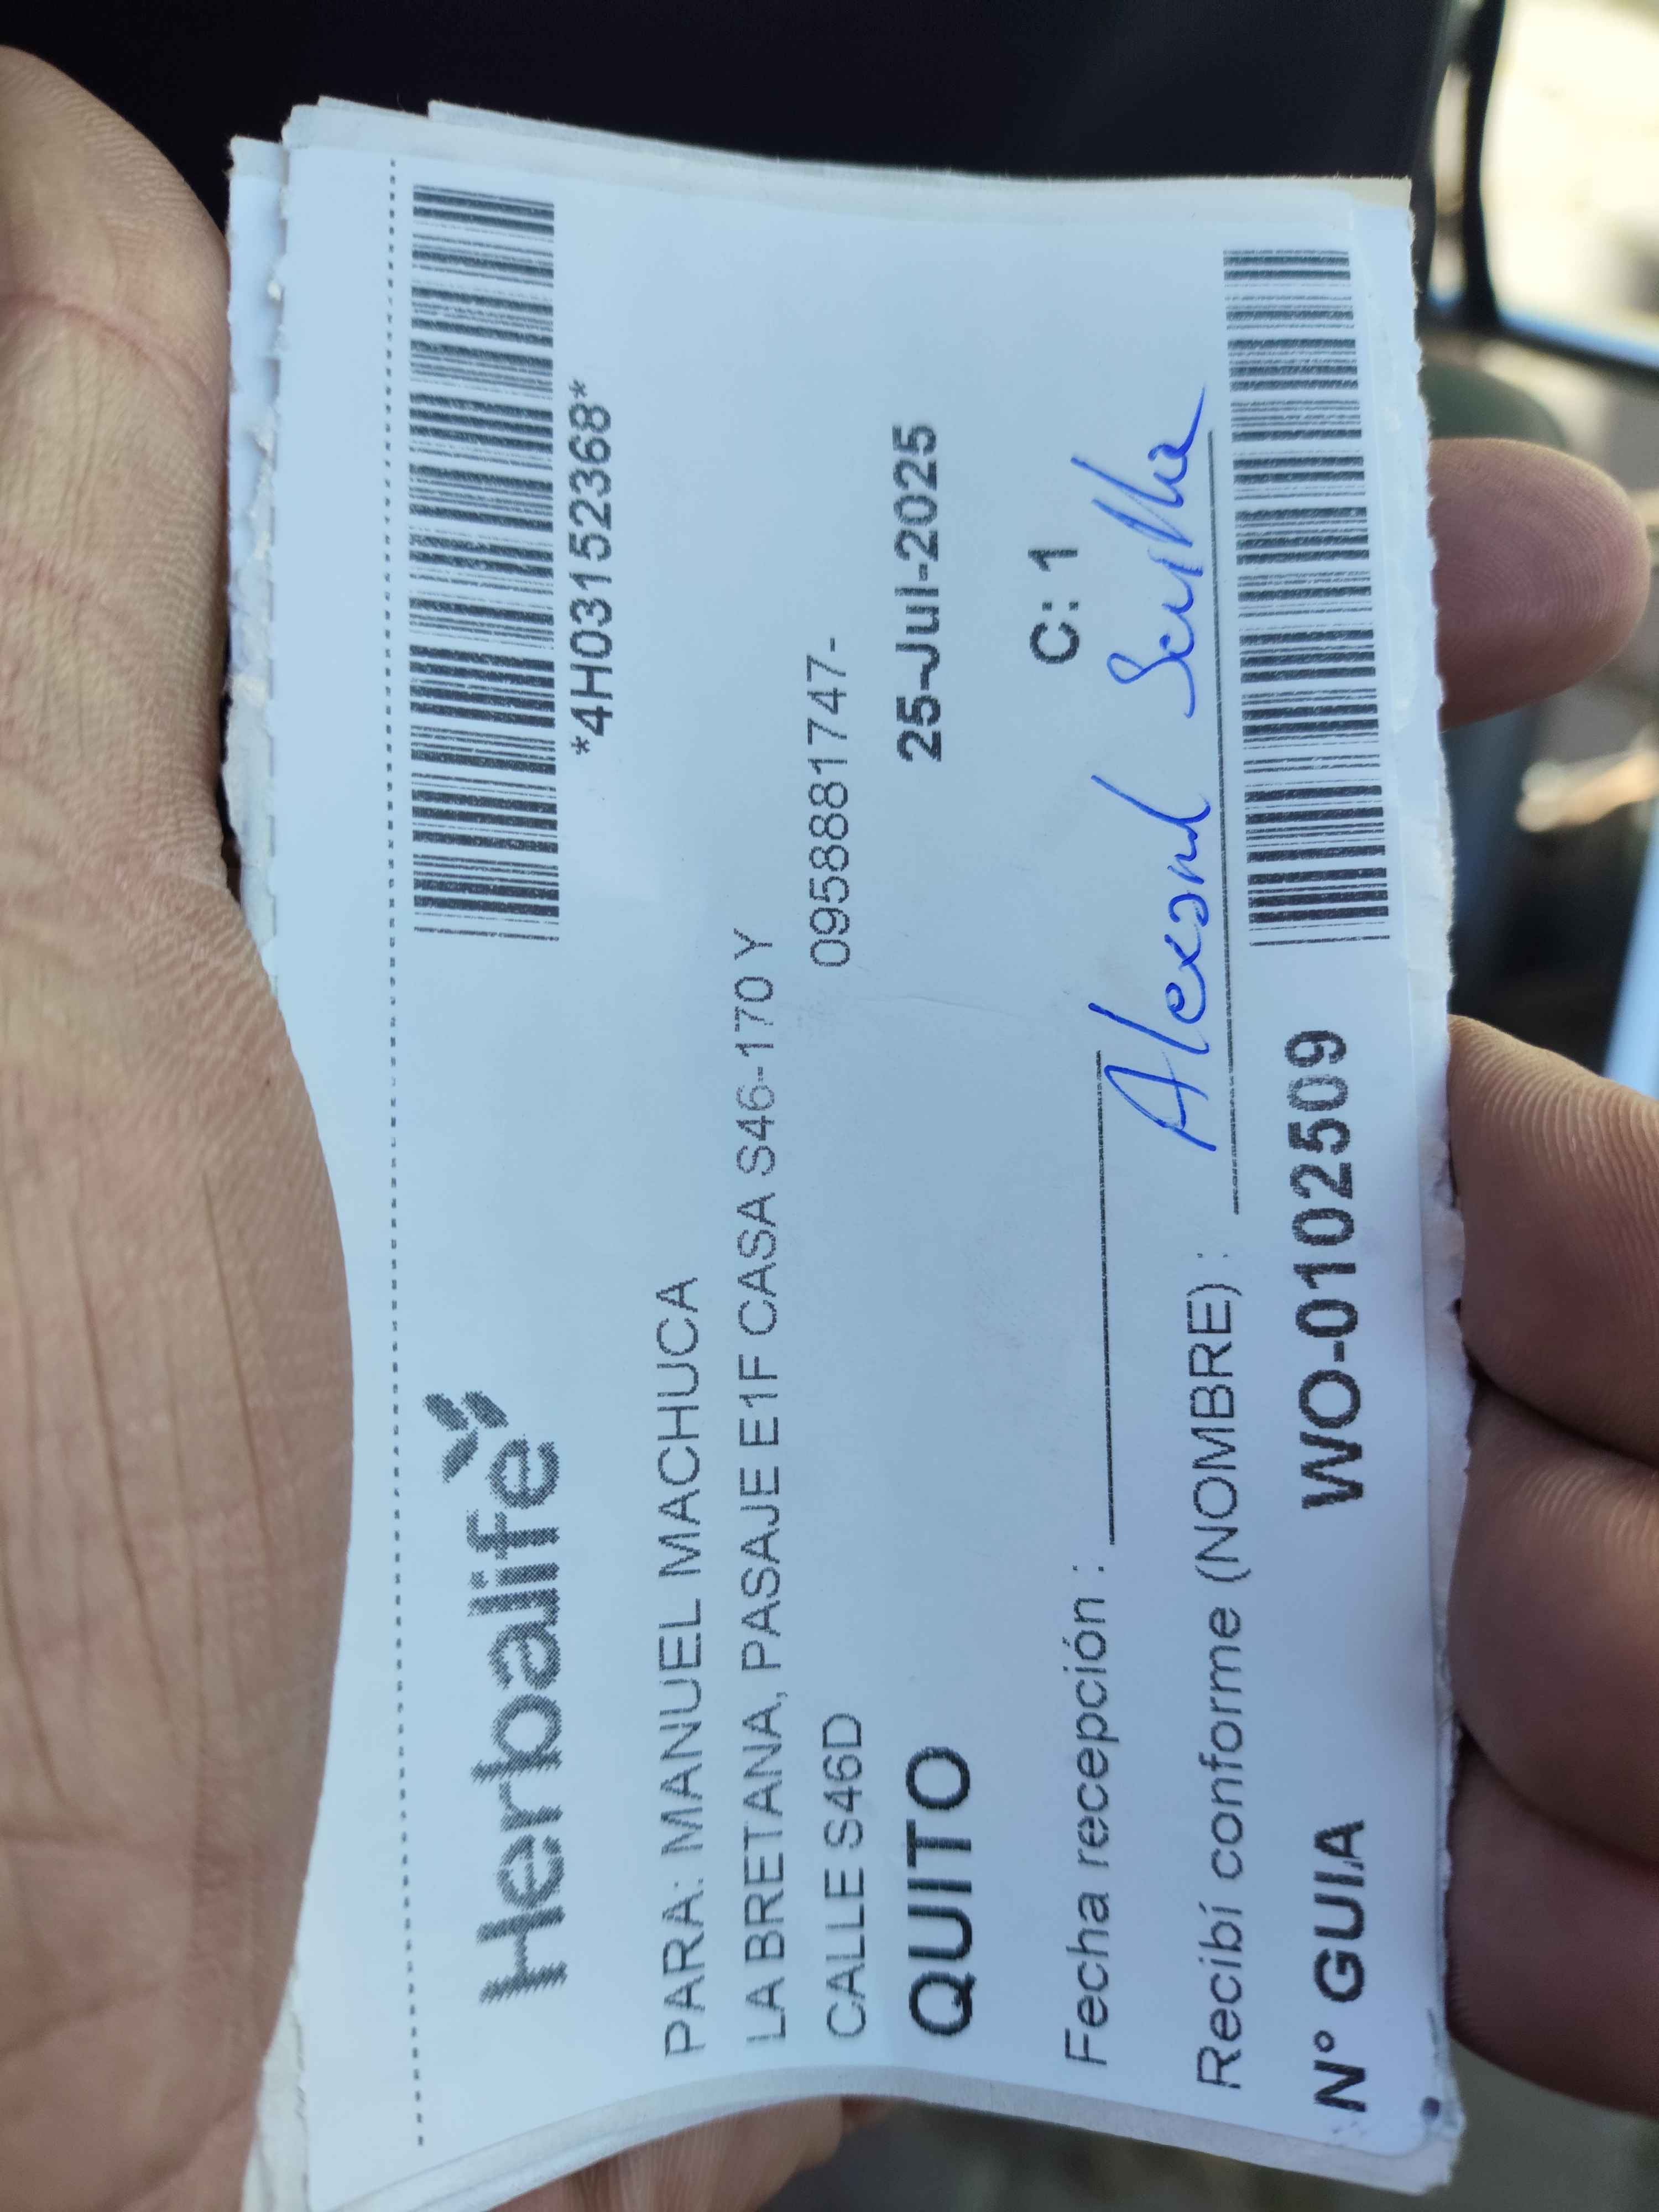 Herbalife
*4H03152368*
PARA: MANUEL MACHUCA
LA BRETANA, PASAJE E1F CASA S46-170 Y
CALLE S46D
0958881747-
QUITO
25-Jul-2025
C: 1
Fecha recepción :
Recibí conforme (NOMBRE) :
N° GUIA WO-0102509